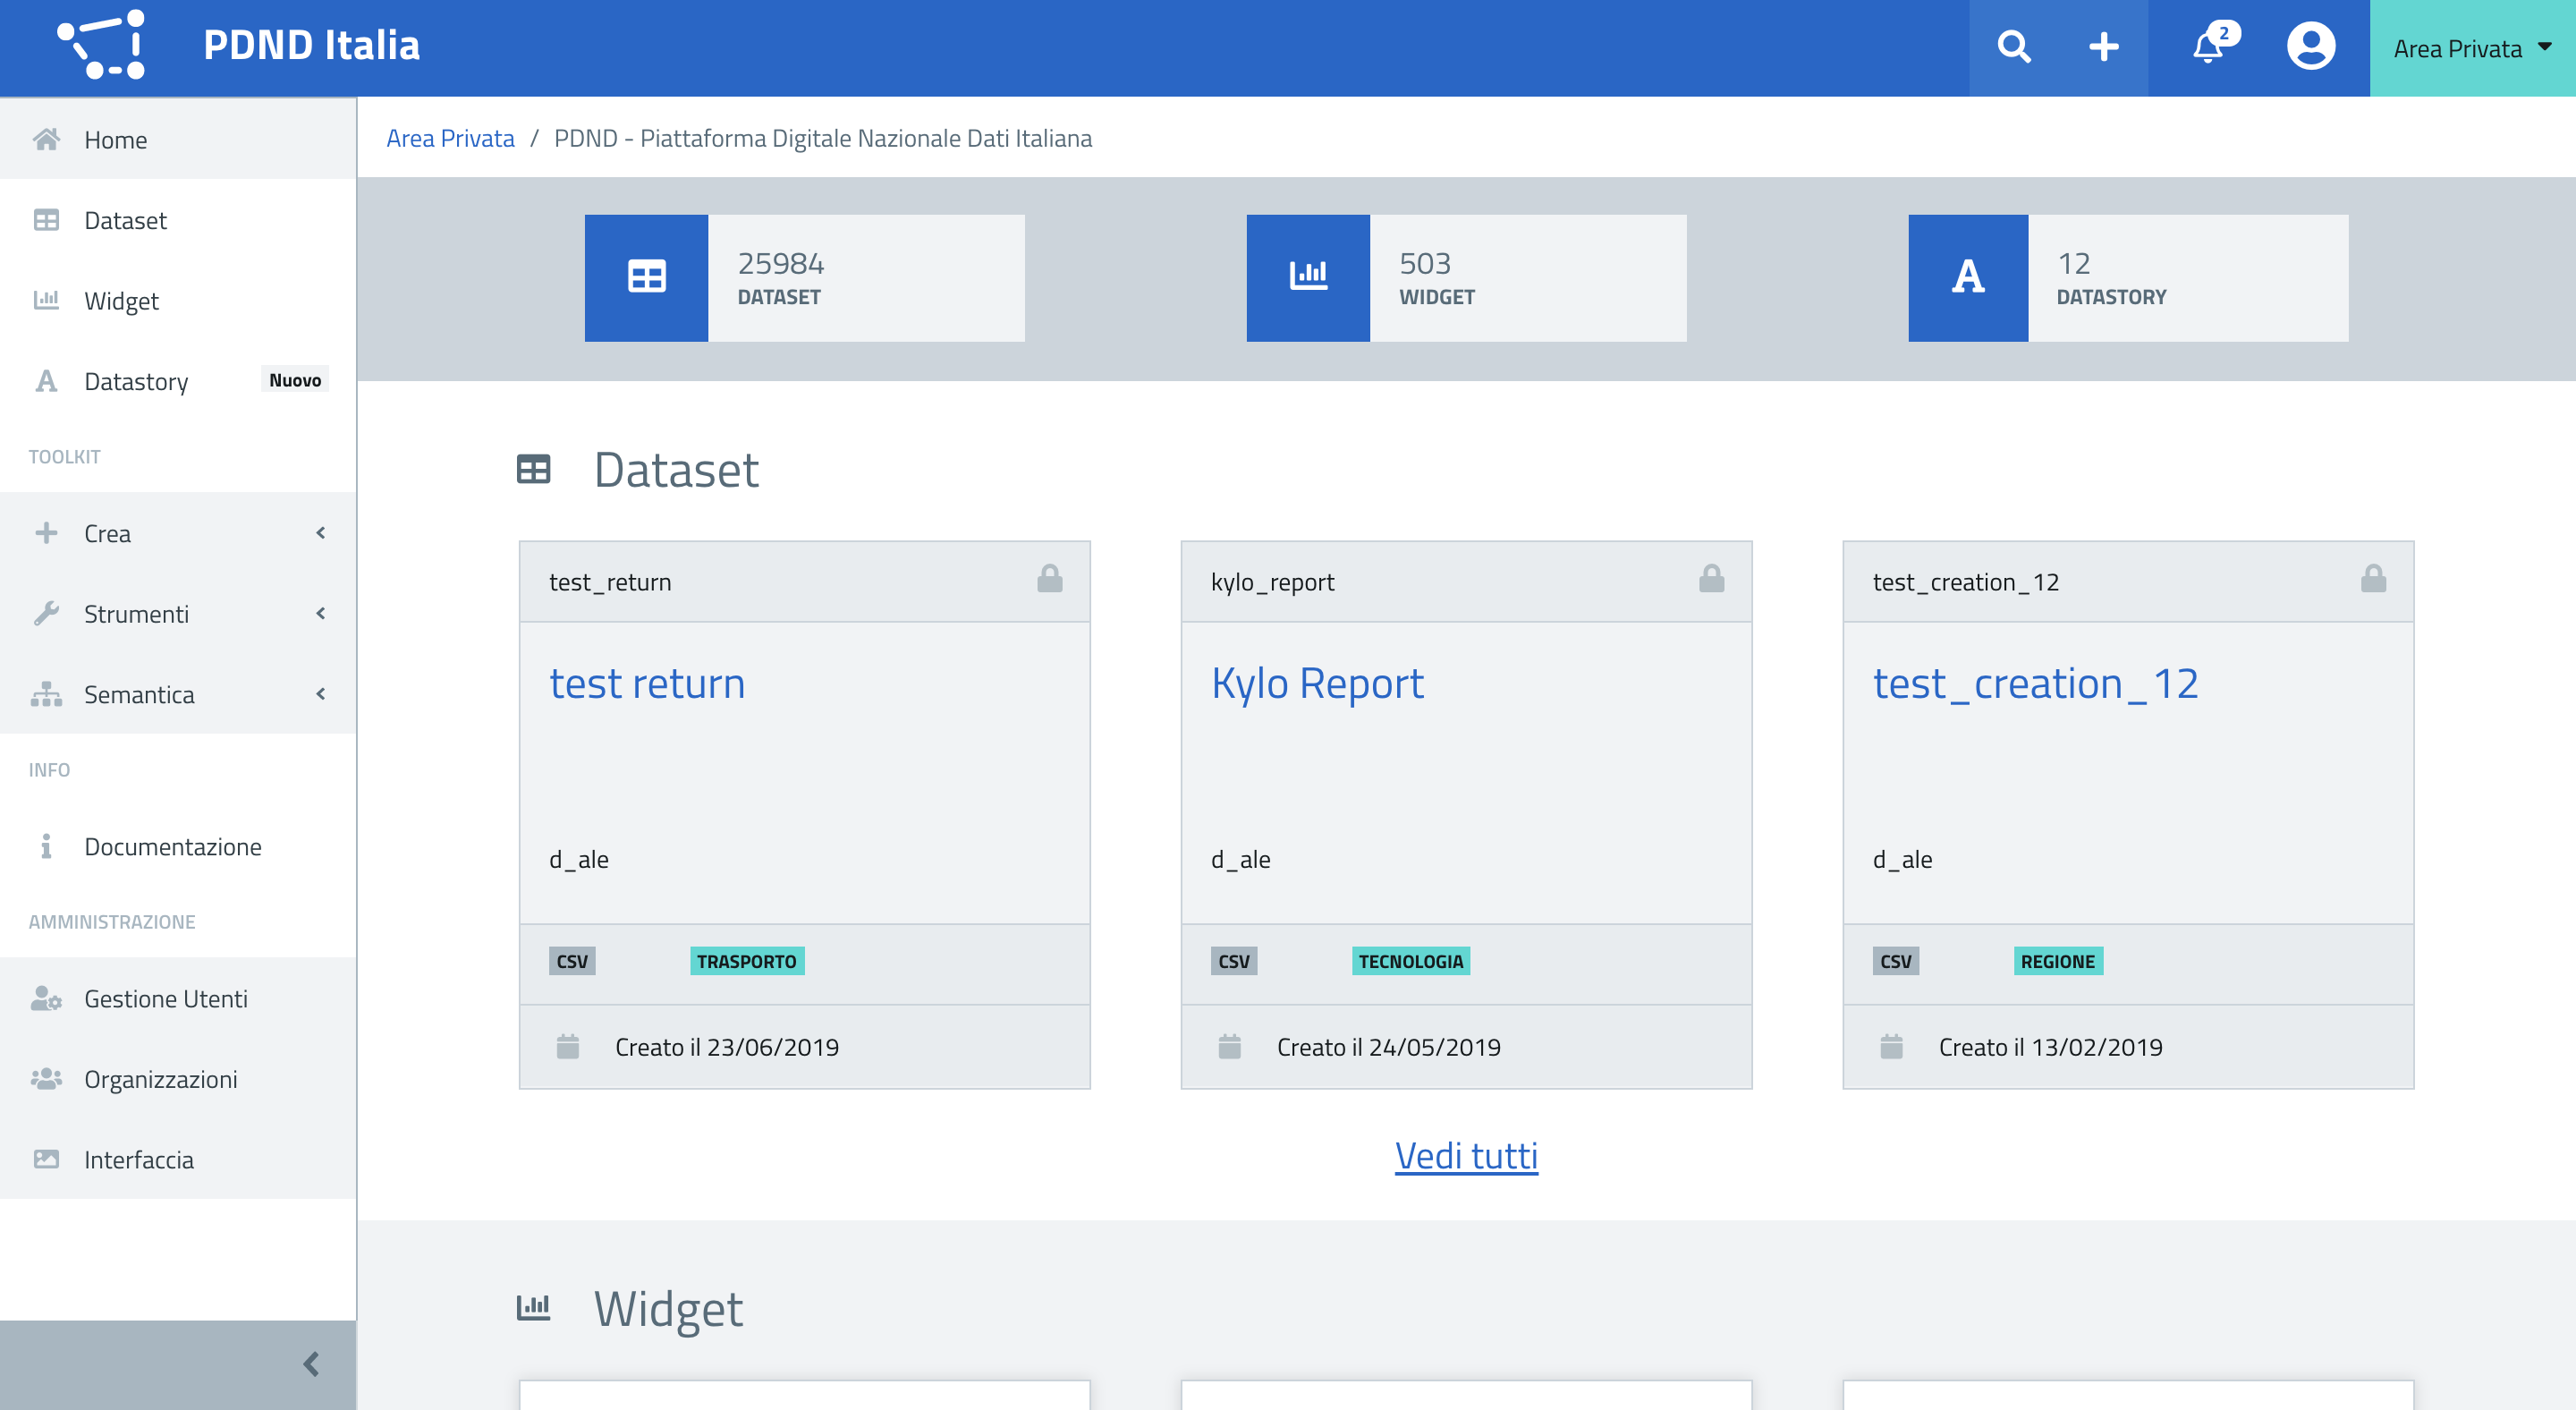 PDND Italia
2
Area Privata
Home
Dataset
Widget
Datastory Nuovo
TOOLKIT
Crea
Strumenti
Semantica
INFO
Documentazione
AMMINISTRAZIONE
Gestione Utenti
Organizzazioni
Interfaccia
Area Privata / PDND - Piattaforma Digitale Nazionale Dati Italiana
25984
DATASET
503
WIDGET
12
DATASTORY
Dataset
test_return
test return
d_ale
CSV TRASPORTO
Creato il 23/06/2019
kylo_report
Kylo Report
d_ale
CSV TECNOLOGIA
Creato il 24/05/2019
test_creation_12
test_creation_12
d_ale
CSV REGIONE
Creato il 13/02/2019
Vedi tutti
Widget